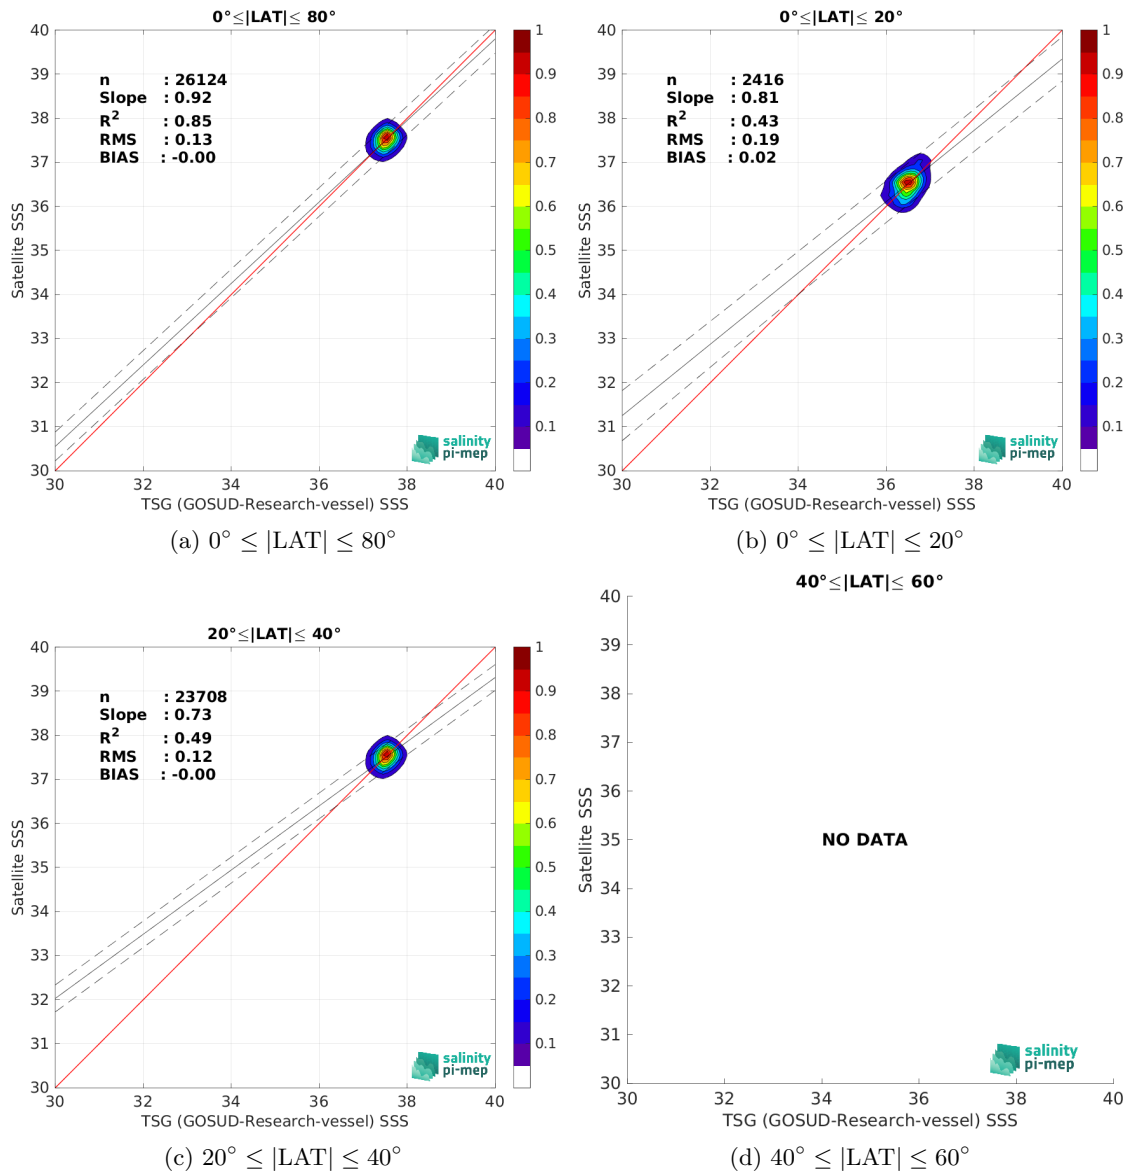 0°≤|LAT|≤ 80°
40
39
38
37
36
35
34
33
32
31
30
Satellite SSS
n : 26124
Slope : 0.92
R² : 0.85
RMS : 0.13
BIAS : -0.00
salinity
pi-mep
30 32 34 36 38 40
TSG (GOSUD-Research-vessel) SSS
1
0.9
0.8
0.7
0.6
0.5
0.4
0.3
0.2
0.1
(a) 0° ≤ |LAT| ≤ 80°
0°≤|LAT|≤ 20°
40
39
38
37
36
35
34
33
32
31
30
Satellite SSS
n : 2416
Slope : 0.81
R² : 0.43
RMS : 0.19
BIAS : 0.02
salinity
pi-mep
30 32 34 36 38 40
TSG (GOSUD-Research-vessel) SSS
1
0.9
0.8
0.7
0.6
0.5
0.4
0.3
0.2
0.1
(b) 0° ≤ |LAT| ≤ 20°
20°≤|LAT|≤ 40°
40
39
38
37
36
35
34
33
32
31
30
Satellite SSS
n : 23708
Slope : 0.73
R² : 0.49
RMS : 0.12
BIAS : -0.00
salinity
pi-mep
30 32 34 36 38 40
TSG (GOSUD-Research-vessel) SSS
1
0.9
0.8
0.7
0.6
0.5
0.4
0.3
0.2
0.1
(c) 20° ≤ |LAT| ≤ 40°
40°≤|LAT|≤ 60°
40
39
38
37
36
35
34
33
32
31
30
Satellite SSS
NO DATA
salinity
pi-mep
30 32 34 36 38 40
TSG (GOSUD-Research-vessel) SSS
(d) 40° ≤ |LAT| ≤ 60°